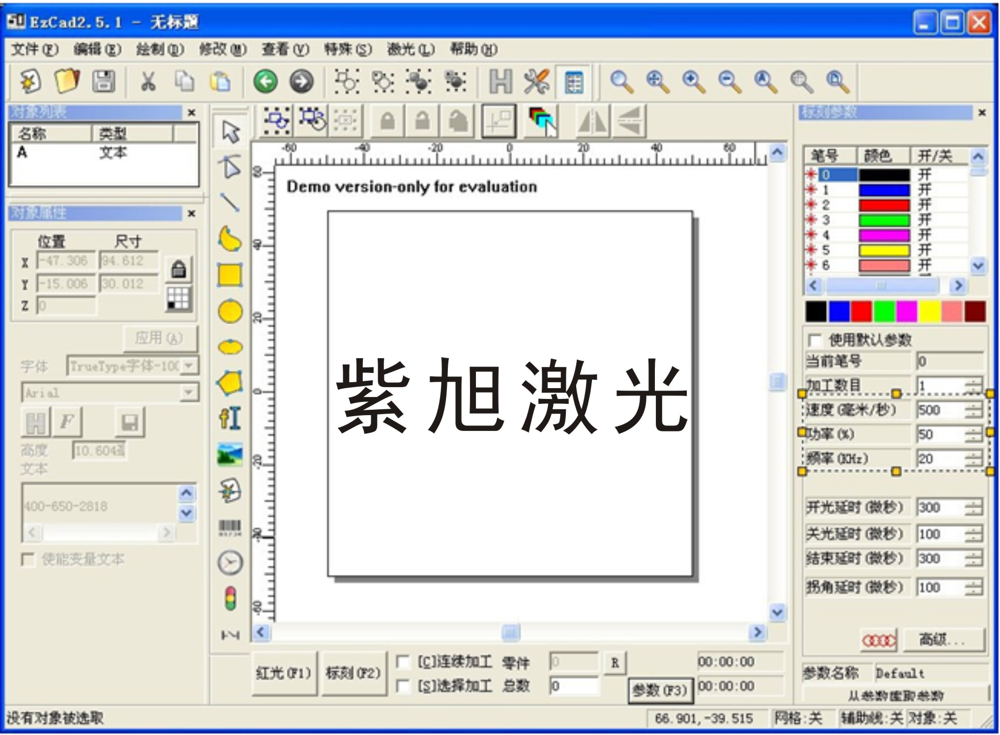 EzCad2.5.1 - 无标题
文件(F) 编辑(E) 绘制(D) 修改(M) 查看(V) 特殊(S) 激光(L) 帮助(H)
对象列表
名称 类型
A 文本
对象属性
位置 尺寸
X -47.306 94.612
Y -15.006 30.012
Z 0
应用(A)
字体 TrueType字体-10(
Arial
高度 10.604
文本
400-650-2818
使能变量文本
-60 -40 -20 0 20 40 60
60
40
20
0
-20
-60
Demo version-only for evaluation
紫旭激光
标刻参数
笔号 颜色 开/关
0 开
1 开
2 开
3 开
4 开
5 开
6 开
使用默认参数
当前笔号 0
加工数目 1
速度(毫米/秒) 500
功率(%) 50
频率(KHz) 20
开光延时(微秒) 300
关光延时(微秒) 100
结束延时(微秒) 300
拐角延时(微秒) 100
高级...
参数名称 Default
从参数库取参数
红光(F1) 标刻(F2) [C]连续加工 零件 0 R 00:00:00
[S]选择加工 总数 0 参数(F3) 00:00:00
没有对象被选取 66.901,-39.515 网格:关 辅助线:关 对象:关